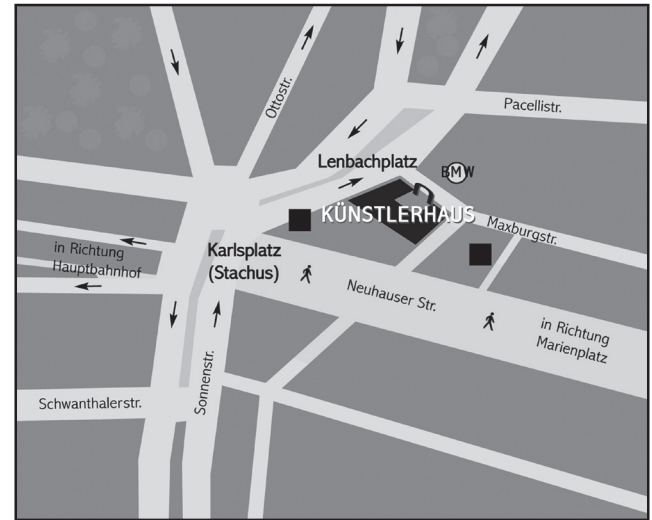 Ottostr.
Pacellistr.
Lenbachplatz
BMW
KÜNSTLERHAUS
Maxburgstr.
in Richtung
Hauptbahnhof
Karlsplatz
(Stachus)
Neuhauser Str.
in Richtung
Marienplatz
Sonnenstr.
Schwanthalerstr.